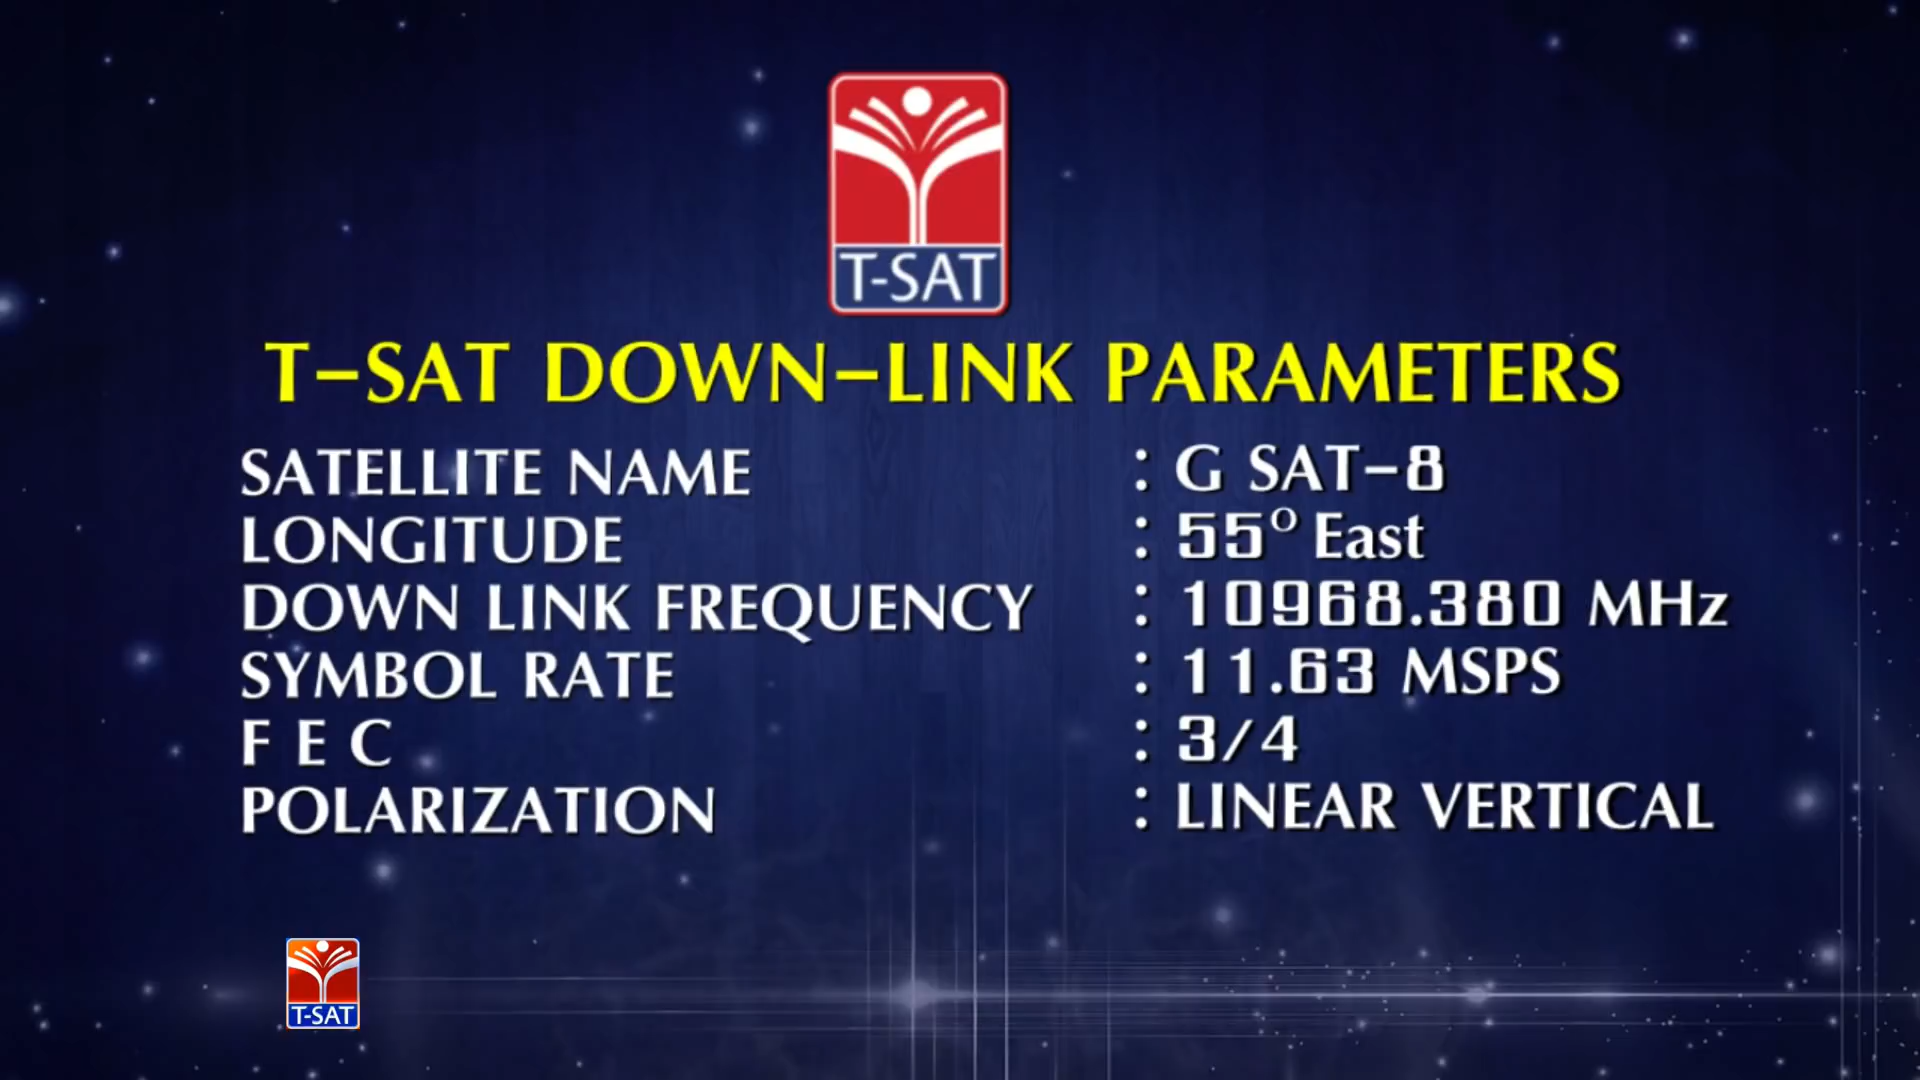 T-SAT
T-SAT DOWN-LINK PARAMETERS
SATELLITE NAME : G SAT-8
LONGITUDE : 55° East
DOWN LINK FREQUENCY : 10968.380 MHz
SYMBOL RATE : 11.63 MSPS
F E C : 3/4
POLARIZATION : LINEAR VERTICAL
T-SAT